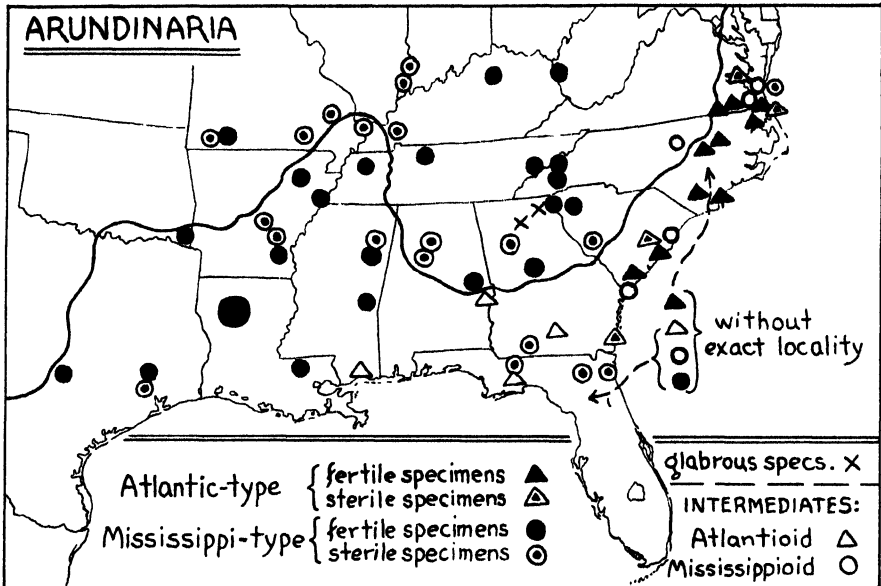 ARUNDINARIA
without
exact locality
Atlantic-type { fertile specimens
sterile specimens
Mississippi-type { fertile specimens
sterile specimens
glabrous specs. x
INTERMEDIATES:
Atlantioid
Mississippioid